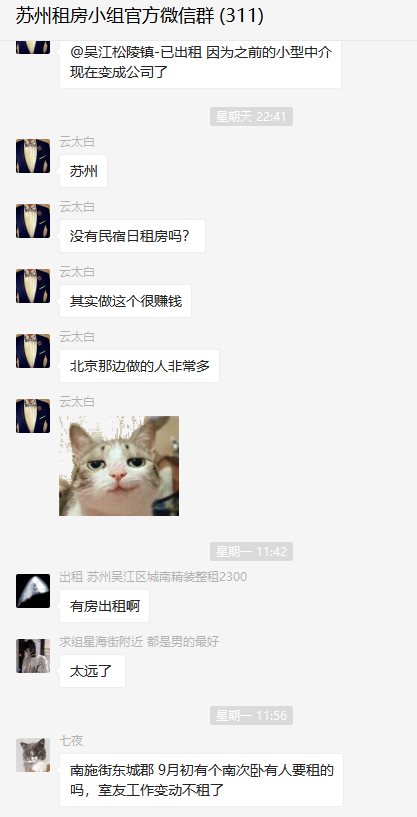 苏州租房小组官方微信群 (311)
@吴江松陵镇-已出租 因为之前的小型中介
现在变成公司了
星期天 22:41
云太白
苏州
云太白
没有民宿日租房吗?
云太白
其实做这个很赚钱
云太白
北京那边做的人非常多
云太白
星期一 11:42
出租 苏州吴江区城南精装整租2300
有房出租啊
求组星海街附近 都是男的最好
太远了
星期一 11:56
七夜
南施街东城郡 9月初有个南次卧有人要租的
吗，室友工作变动不租了